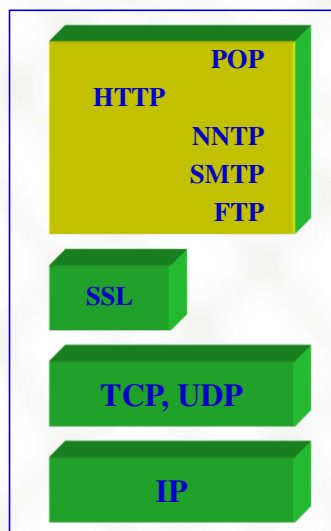 POP
HTTP
NNTP
SMTP
FTP
SSL
TCP, UDP
IP